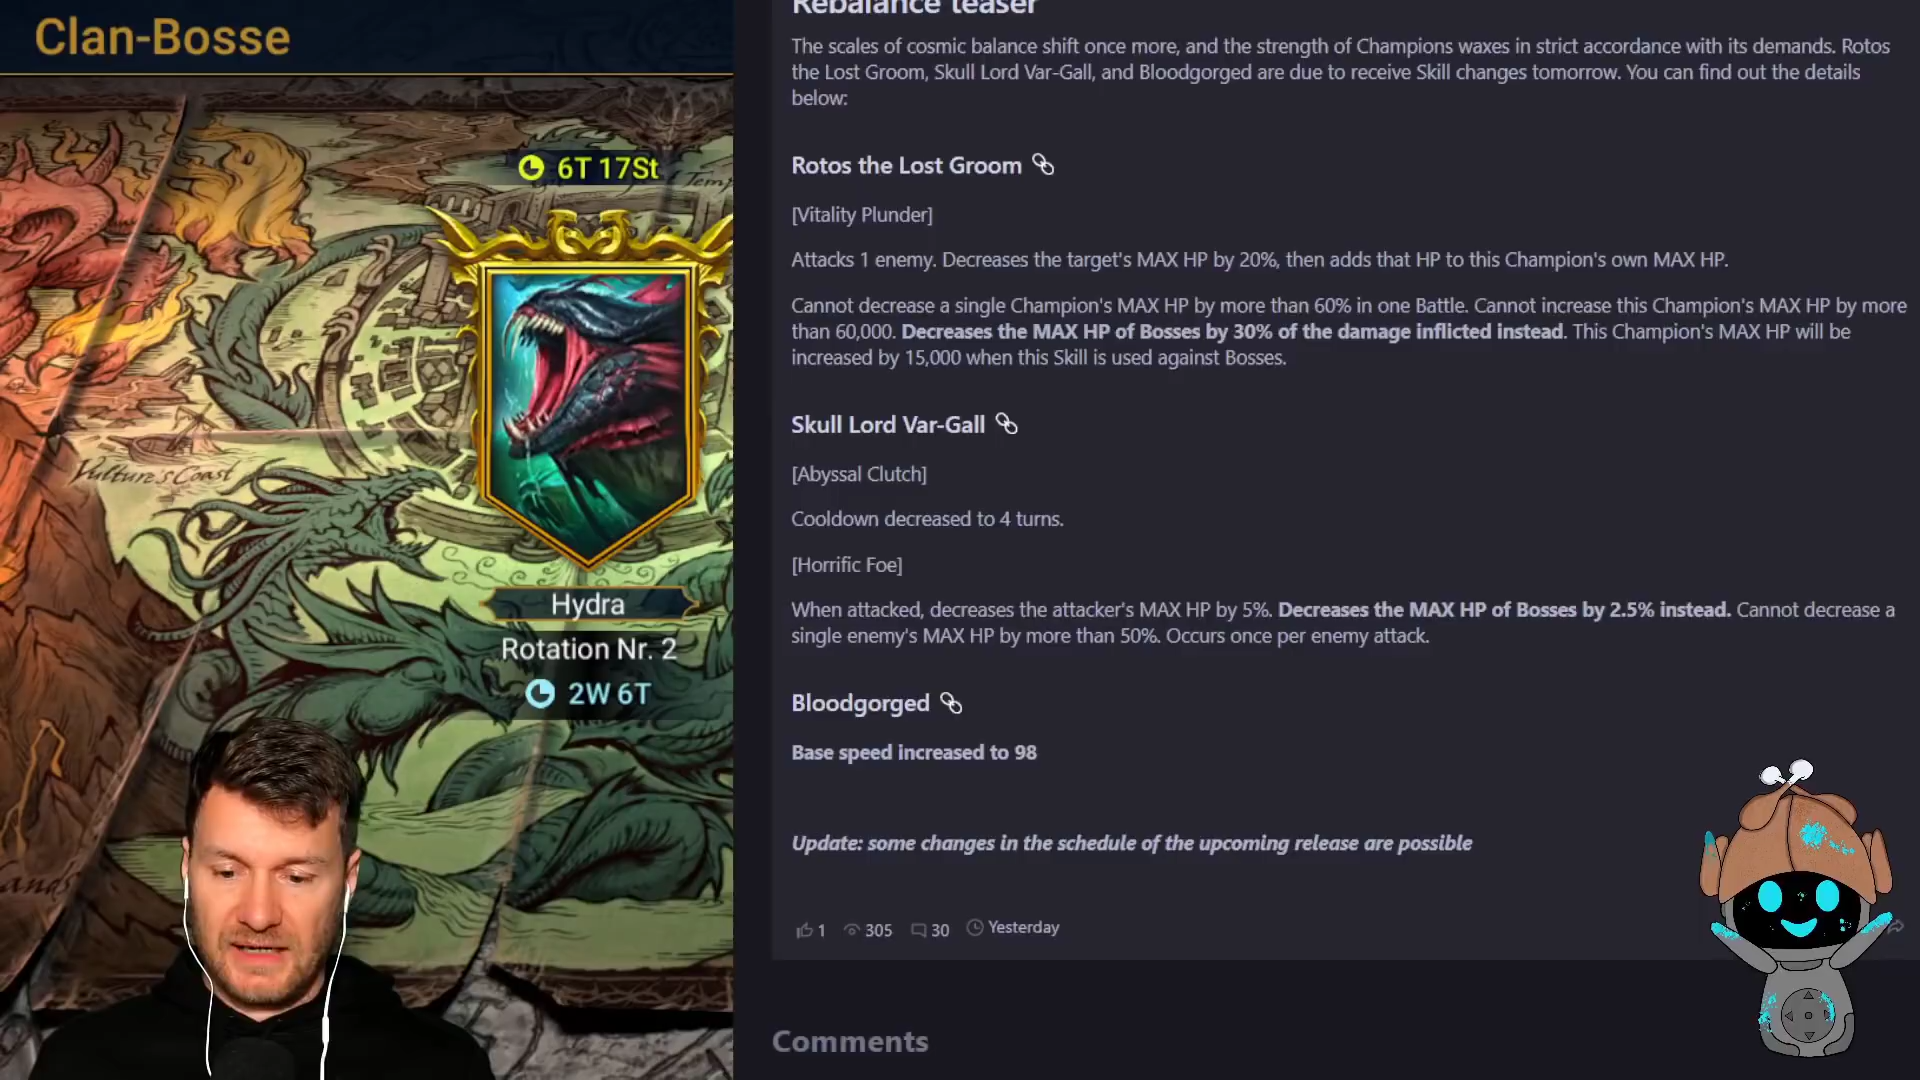 Clan-Bosse
6T 17St
Vulture's Coast
Hydra
Rotation Nr. 2
2W 6T
Rebalance teaser
The scales of cosmic balance shift once more, and the strength of Champions waxes in strict accordance with its demands. Rotos
the Lost Groom, Skull Lord Var-Gall, and Bloodgorged are due to receive Skill changes tomorrow. You can find out the details
below:
Rotos the Lost Groom
[Vitality Plunder]
Attacks 1 enemy. Decreases the target's MAX HP by 20%, then adds that HP to this Champion's own MAX HP.
Cannot decrease a single Champion's MAX HP by more than 60% in one Battle. Cannot increase this Champion's MAX HP by more
than 60,000. Decreases the MAX HP of Bosses by 30% of the damage inflicted instead. This Champion's MAX HP will be
increased by 15,000 when this Skill is used against Bosses.
Skull Lord Var-Gall
[Abyssal Clutch]
Cooldown decreased to 4 turns.
[Horrific Foe]
When attacked, decreases the attacker's MAX HP by 5%. Decreases the MAX HP of Bosses by 2.5% instead. Cannot decrease a
single enemy's MAX HP by more than 50%. Occurs once per enemy attack.
Bloodgorged
Base speed increased to 98
Update: some changes in the schedule of the upcoming release are possible
1 305 30 Yesterday
Comments